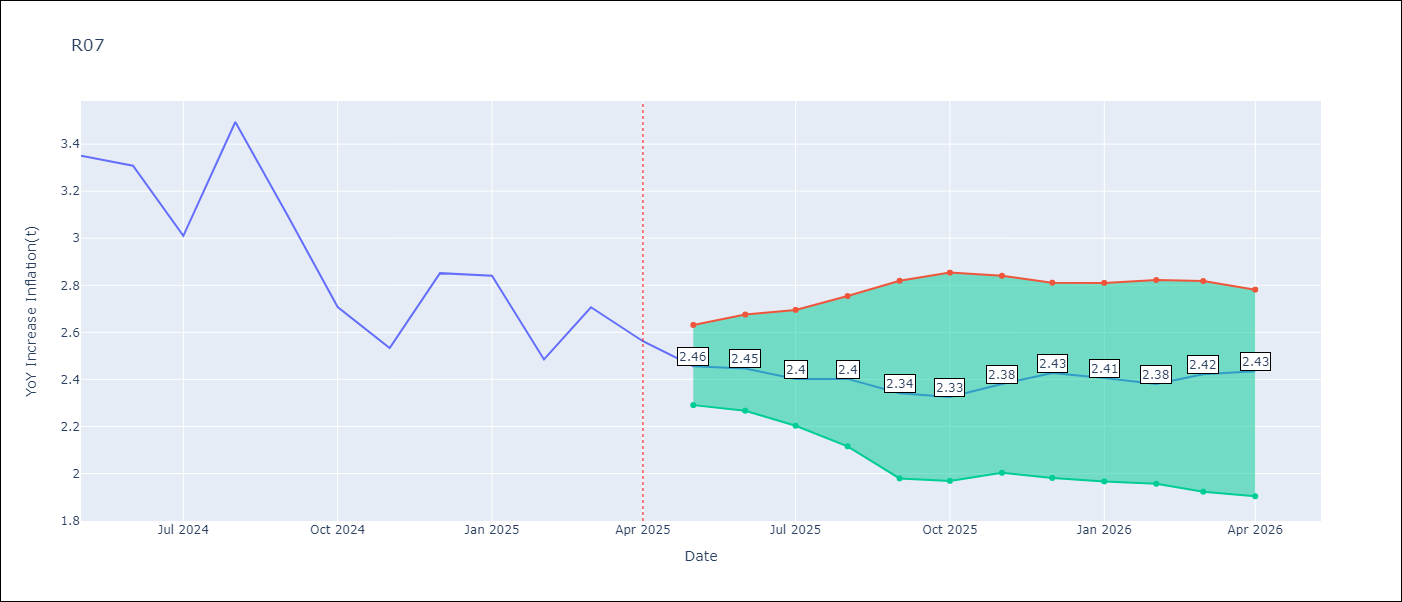 R07
3.4
3.2
3
2.8
2.6
2.4
2.2
2
1.8
YoY Increase Inflation(t)
2.46
2.45
2.4
2.4
2.34
2.33
2.38
2.43
2.41
2.38
2.42
2.43
Jul 2024
Oct 2024
Jan 2025
Apr 2025
Jul 2025
Oct 2025
Jan 2026
Apr 2026
Date